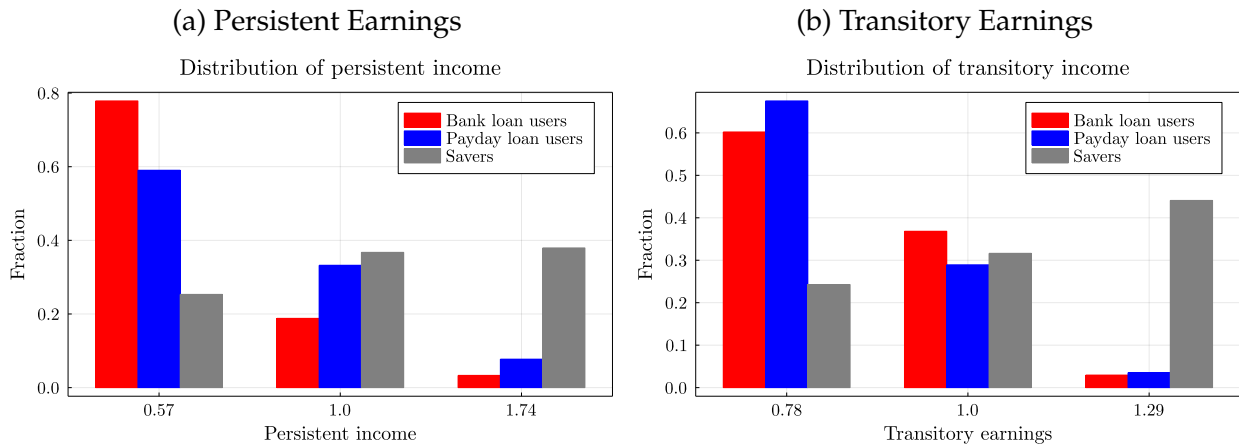 (a) Persistent Earnings
Distribution of persistent income
Fraction
0.8
0.6
0.4
0.2
0.0
Bank loan users
Payday loan users
Savers
0.57 1.0 1.74
Persistent income
(b) Transitory Earnings
Distribution of transitory income
Fraction
0.6
0.5
0.4
0.3
0.2
0.1
0.0
Bank loan users
Payday loan users
Savers
0.78 1.0 1.29
Transitory earnings